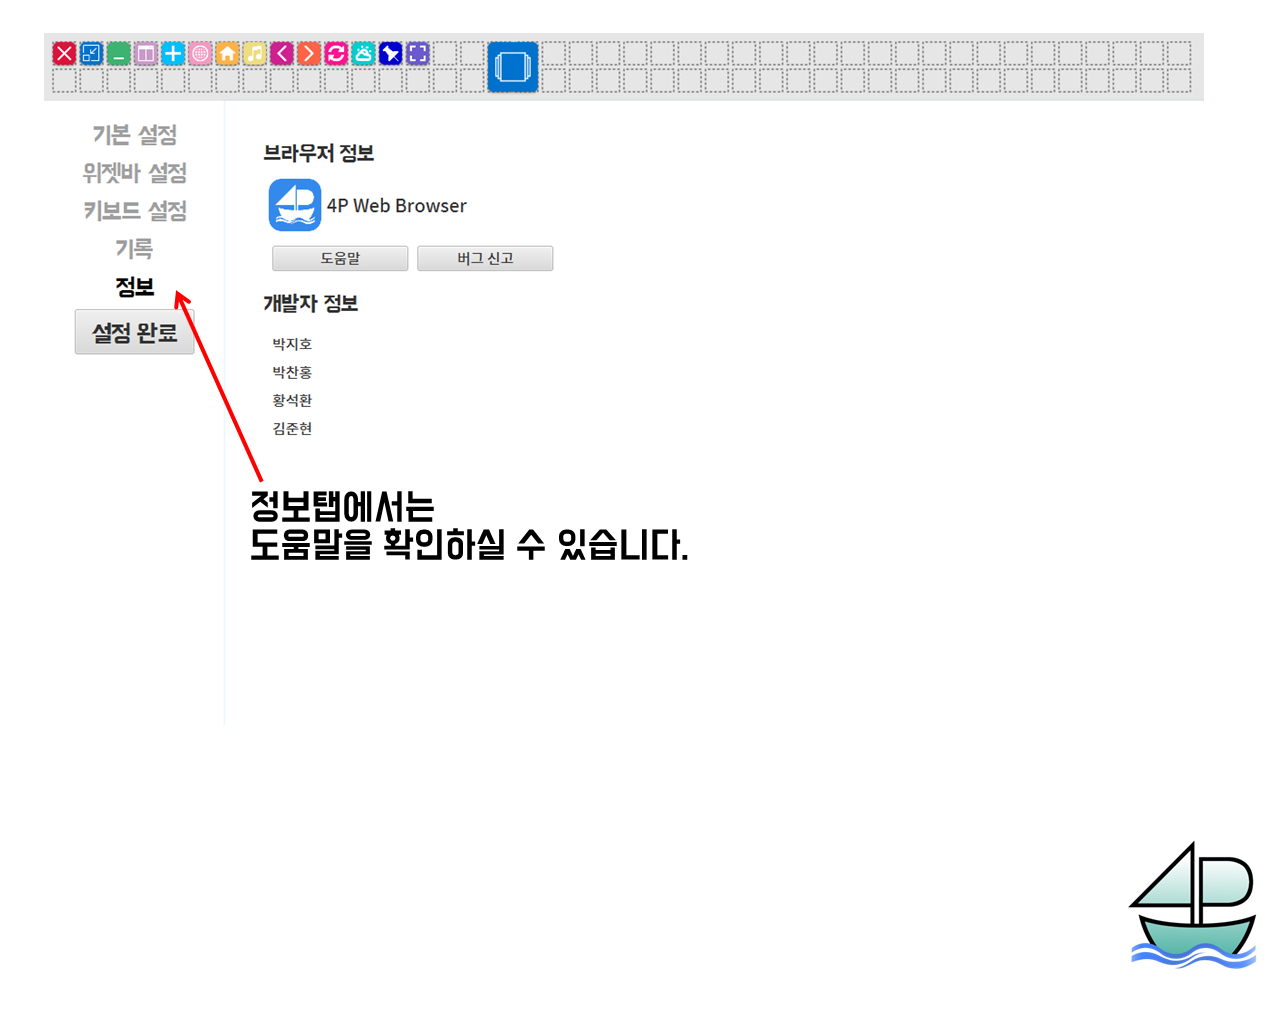 기본 설정
위젯바 설정
키보드 설정
기록
정보
설정 완료
브라우저 정보
4P Web Browser
도움말
버그 신고
개발자 정보
박지호
박찬홍
황석환
김준현
정보탭에서는
도움말을 확인하실 수 있습니다.
4P